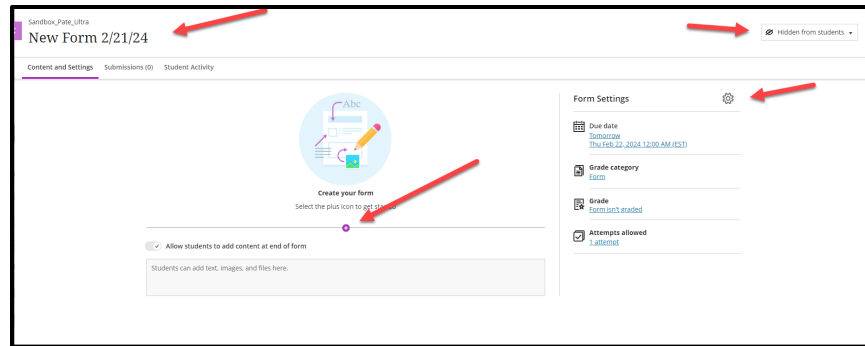 Sandbox_Pate_Ultra
New Form 2/21/24
Hidden from students
Content and Settings Submissions (0) Student Activity
Abc
Create your form
Select the plus icon to get started
Allow students to add content at end of form
Students can add text, images, and files here.
Form Settings
Due date
Tomorrow
Thu Feb 22, 2024 12:00 AM (EST)
Grade category
Form
Grade
Form isn't graded
Attempts allowed
1 attempt